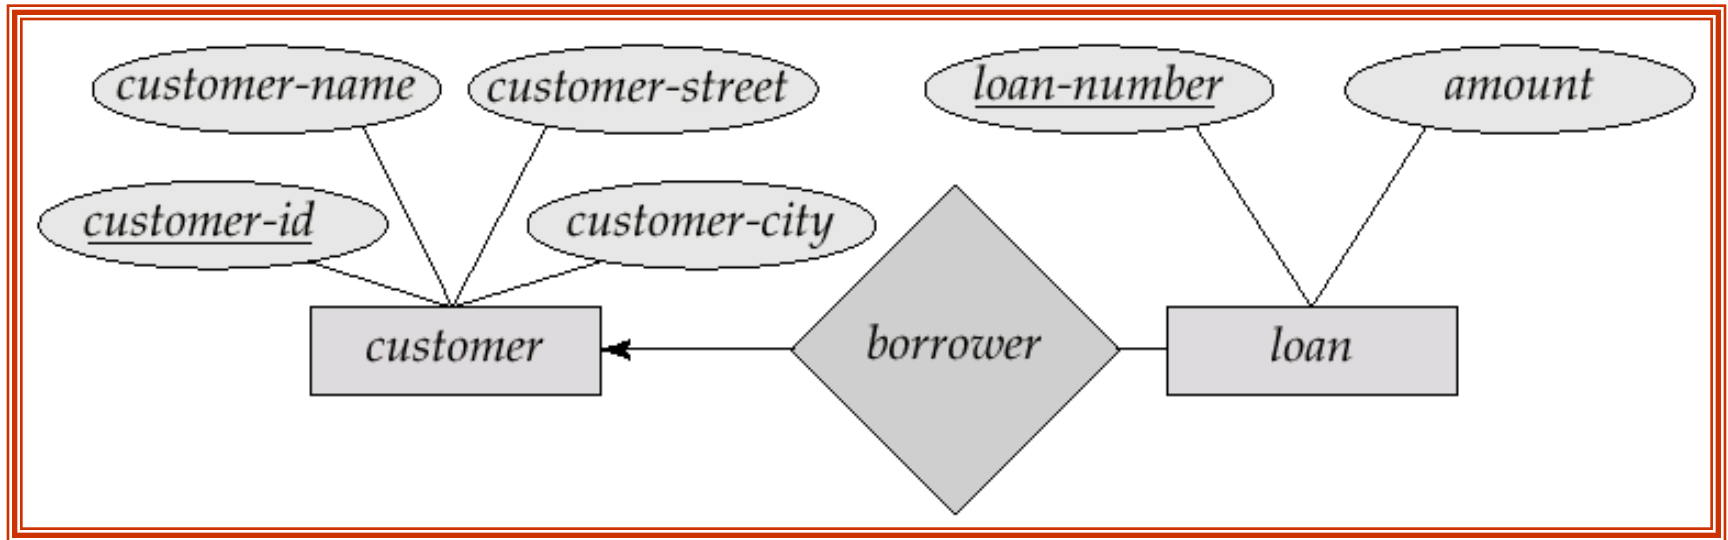 customer-name
customer-street
loan-number
amount
customer-id
customer-city
customer
borrower
loan